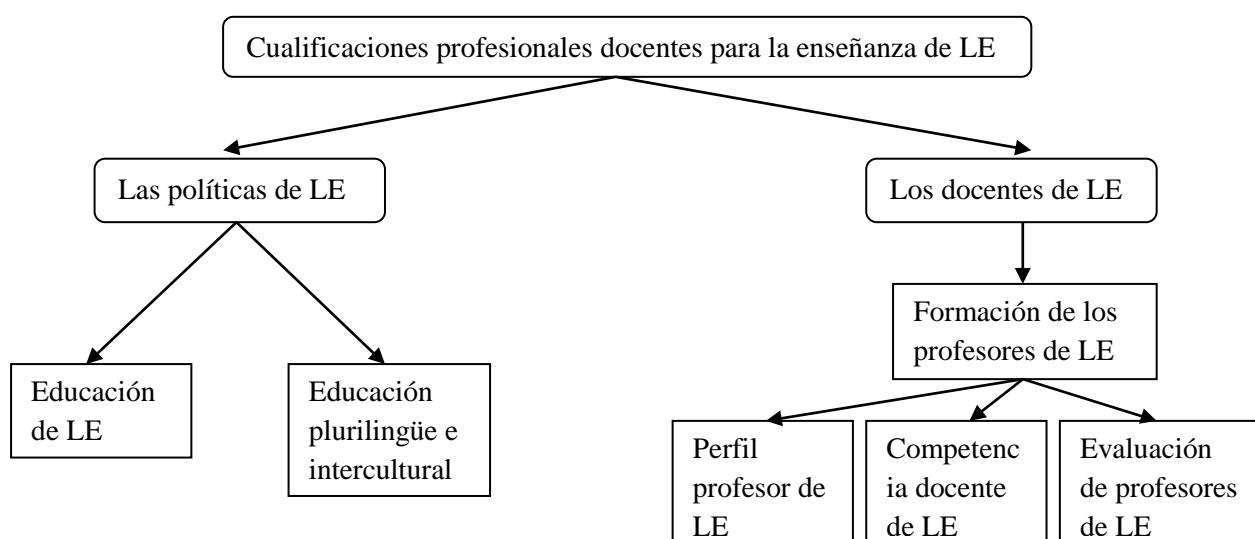 Cualificaciones profesionales docentes para la enseñanza de LE
Las políticas de LE
Los docentes de LE
Formación de los
profesores de LE
Educación
de LE
Educación
plurilingüe e
intercultural
Perfil
profesor de
LE
Competenc
ia docente
de LE
Evaluación
de profesores
de LE